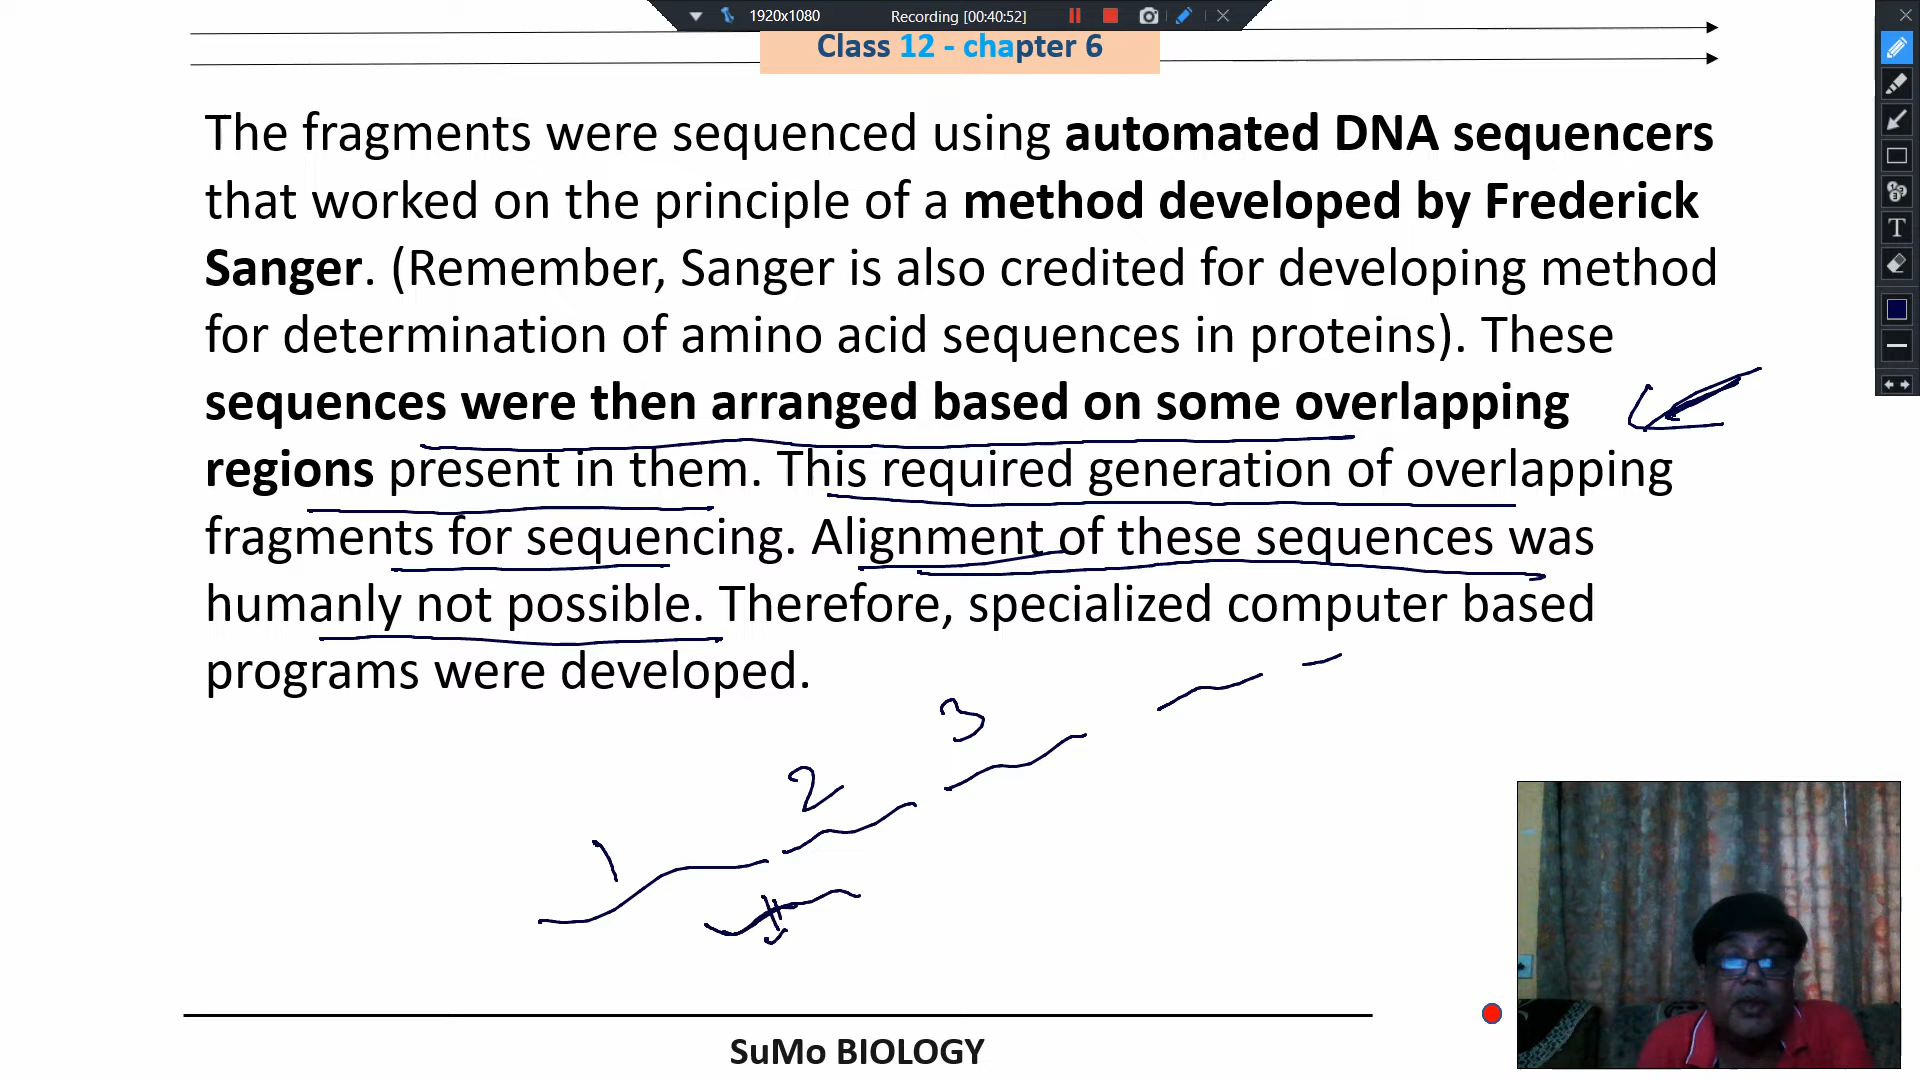 1920x1080
Recording [00:40:52]
Class 12 - chapter 6
The fragments were sequenced using automated DNA sequencers
that worked on the principle of a method developed by Frederick
Sanger. (Remember, Sanger is also credited for developing method
for determination of amino acid sequences in proteins). These
sequences were then arranged based on some overlapping
regions present in them. This required generation of overlapping
fragments for sequencing. Alignment of these sequences was
humanly not possible. Therefore, specialized computer based
programs were developed.
3
2
1
SuMo BIOLOGY